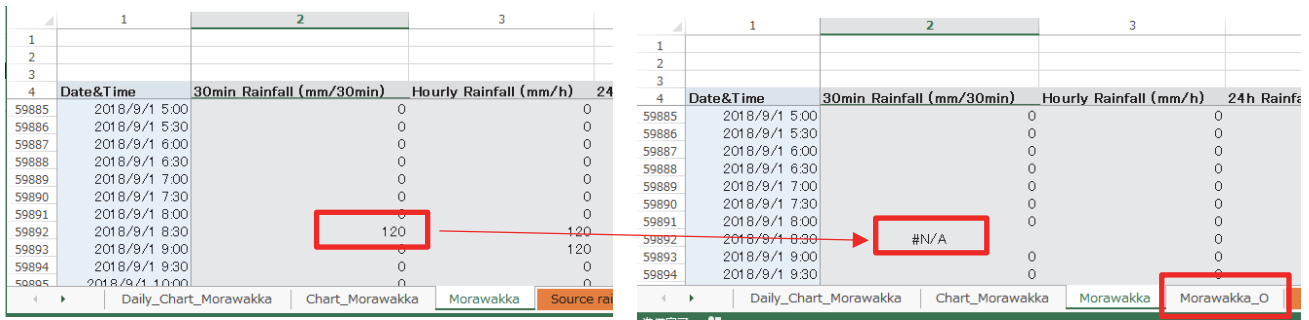 1 2 3
1
2
3
4 Date&Time 30min Rainfall (mm/30min) Hourly Rainfall (mm/h) 24
59885 2018/9/1 5:00 0 0
59886 2018/9/1 5:30 0 0
59887 2018/9/1 6:00 0 0
59888 2018/9/1 6:30 0 0
59889 2018/9/1 7:00 0 0
59890 2018/9/1 7:30 0 0
59891 2018/9/1 8:00 0 0
59892 2018/9/1 8:30 120 120
59893 2018/9/1 9:00 0 120
59894 2018/9/1 9:30 0 0
59895 2018/9/1 10:00 0 0
Daily_Chart_Morawakka Chart_Morawakka Morawakka Source rai
1 2 3
1
2
3
4 Date&Time 30min Rainfall (mm/30min) Hourly Rainfall (mm/h) 24h Rainfa
59885 2018/9/1 5:00 0 0
59886 2018/9/1 5:30 0 0
59887 2018/9/1 6:00 0 0
59888 2018/9/1 6:30 0 0
59889 2018/9/1 7:00 0 0
59890 2018/9/1 7:30 0 0
59891 2018/9/1 8:00 0 0
59892 2018/9/1 8:30 #N/A 0
59893 2018/9/1 9:00 0 0
59894 2018/9/1 9:30 0 0
Daily_Chart_Morawakka Chart_Morawakka Morawakka Morawakka_O